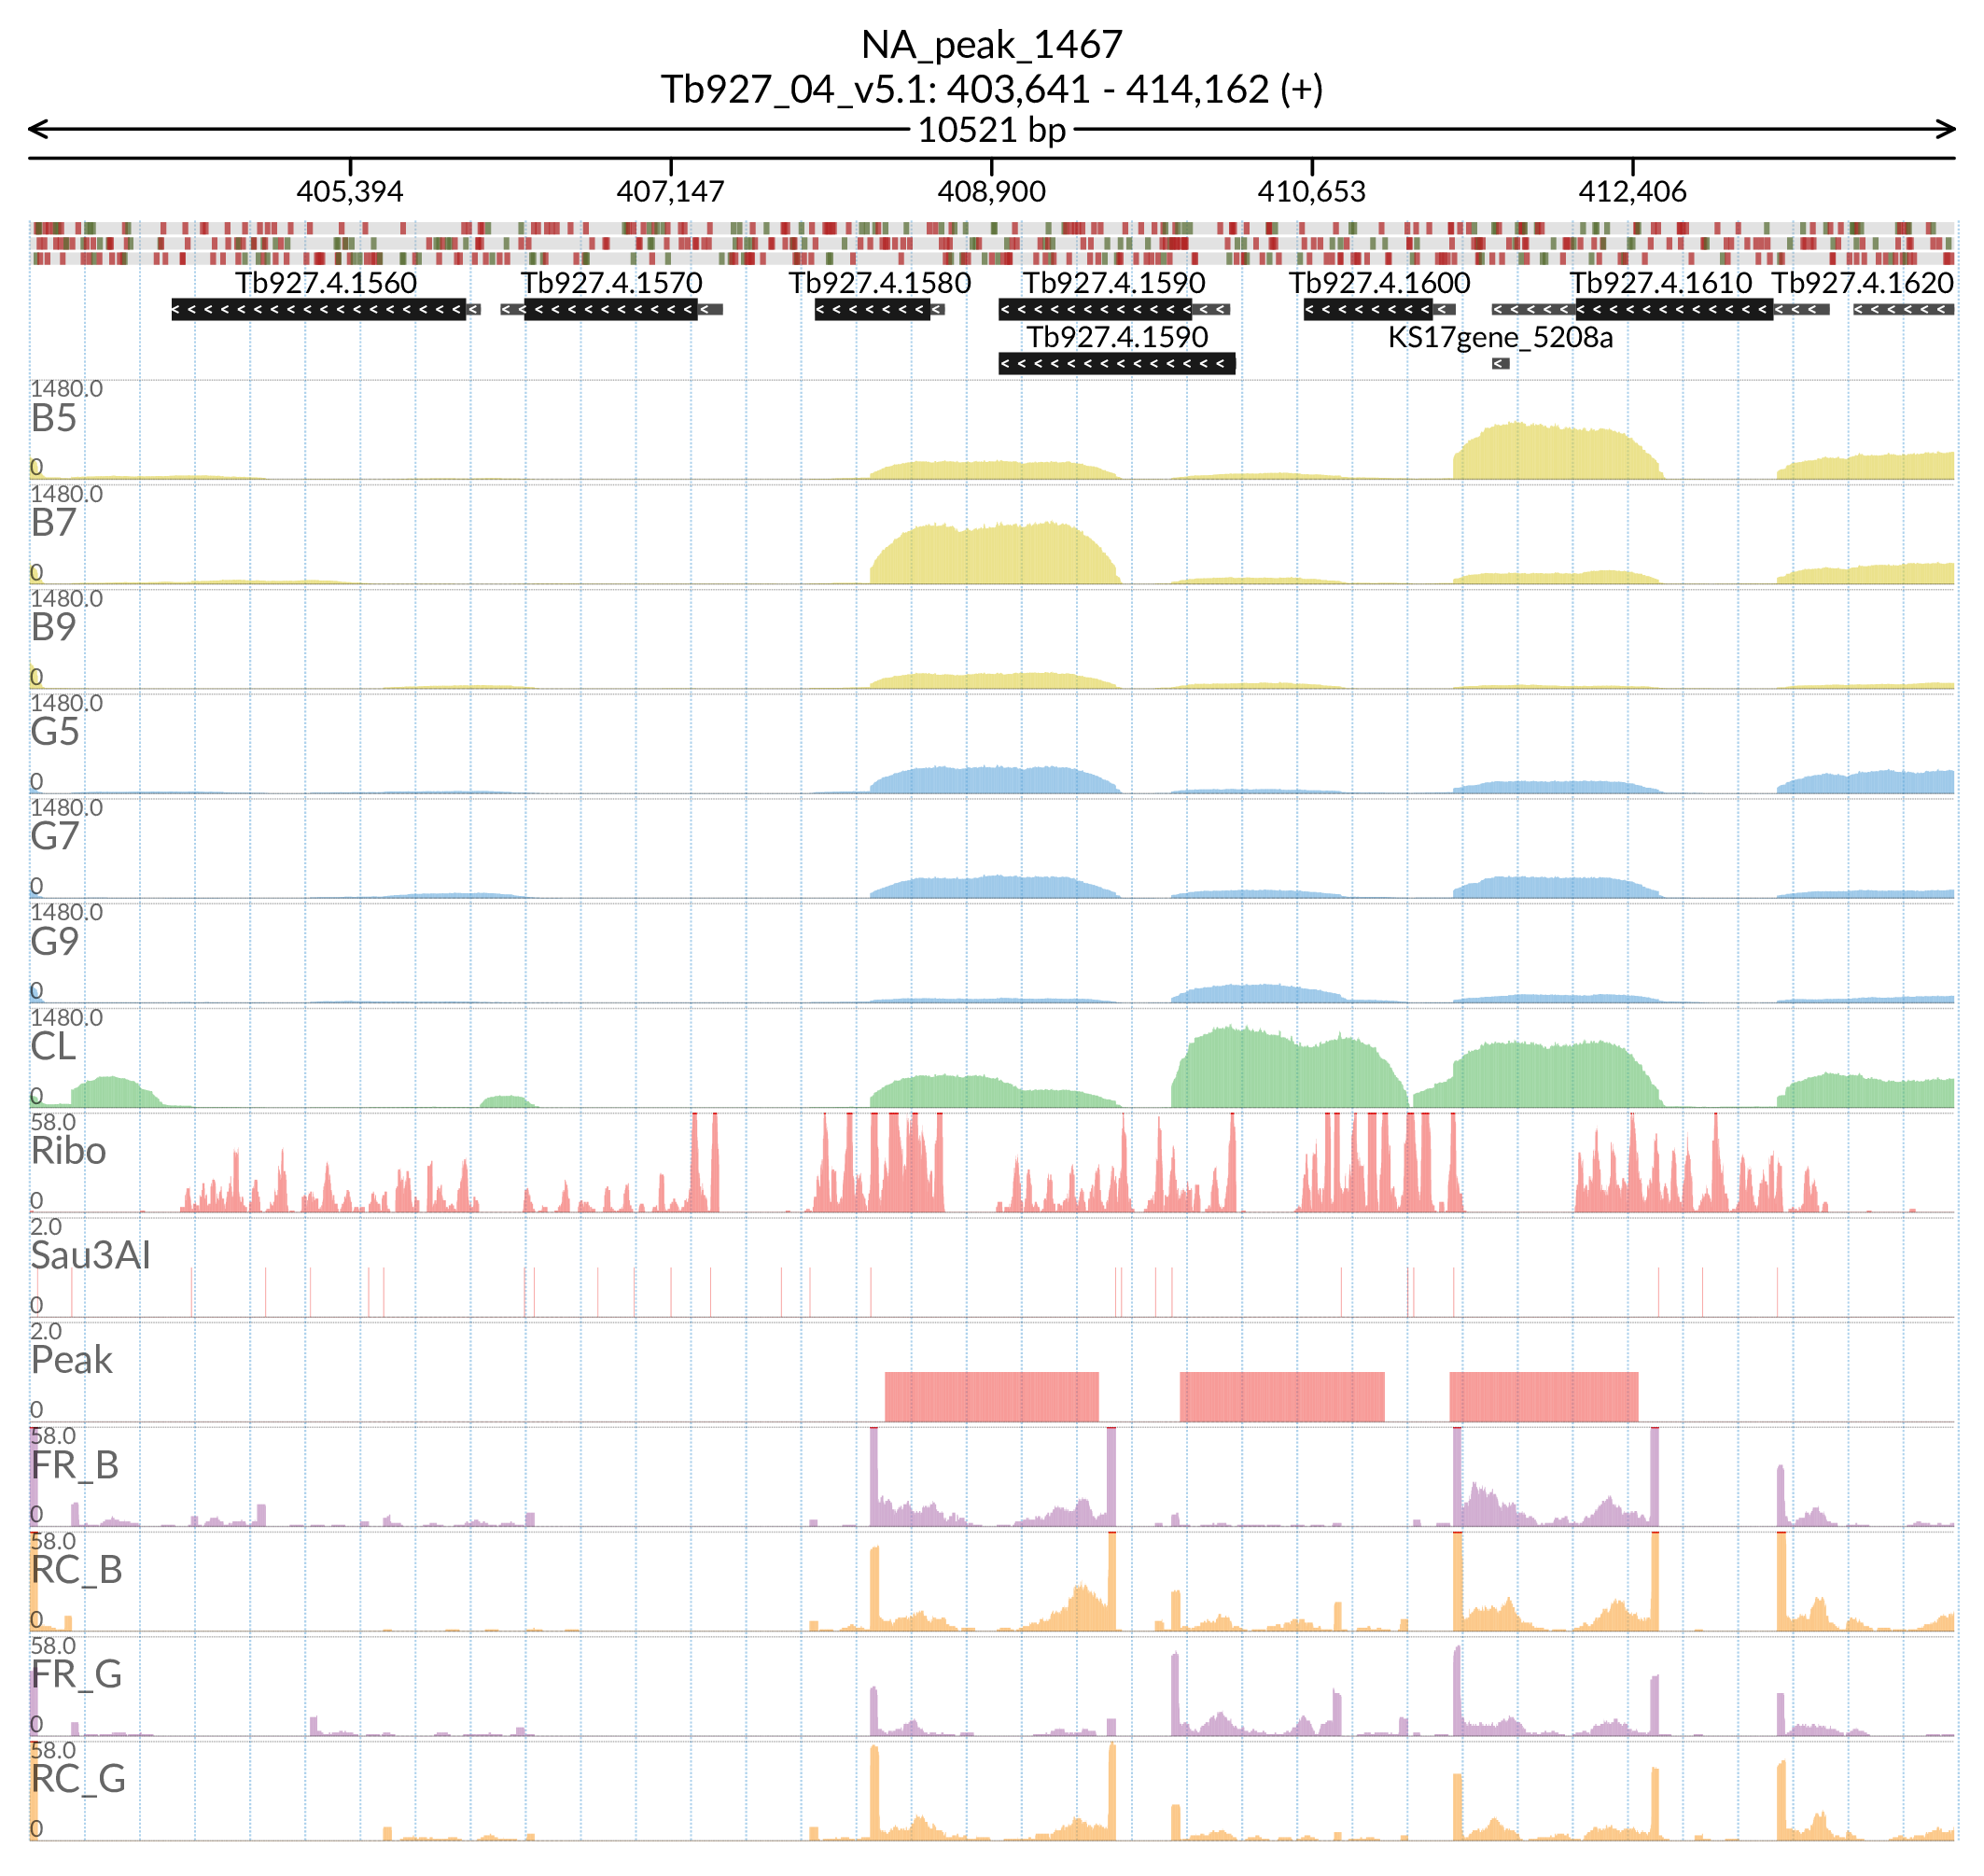 NA_peak_1467
Tb927_04_v5.1: 403,641 - 414,162 (+)
10521 bp
405,394 407,147 408,900 410,653 412,406
Tb927.4.1560 Tb927.4.1570 Tb927.4.1580 Tb927.4.1590 Tb927.4.1600 Tb927.4.1610 Tb927.4.1620
Tb927.4.1590 KS17gene_5208a
1480.0
B5
0
1480.0
B7
0
1480.0
B9
0
1480.0
G5
0
1480.0
G7
0
1480.0
G9
0
1480.0
CL
0
58.0
Ribo
0
2.0
Sau3AI
0
2.0
Peak
0
58.0
FR_B
0
58.0
RC_B
0
58.0
FR_G
0
58.0
RC_G
0